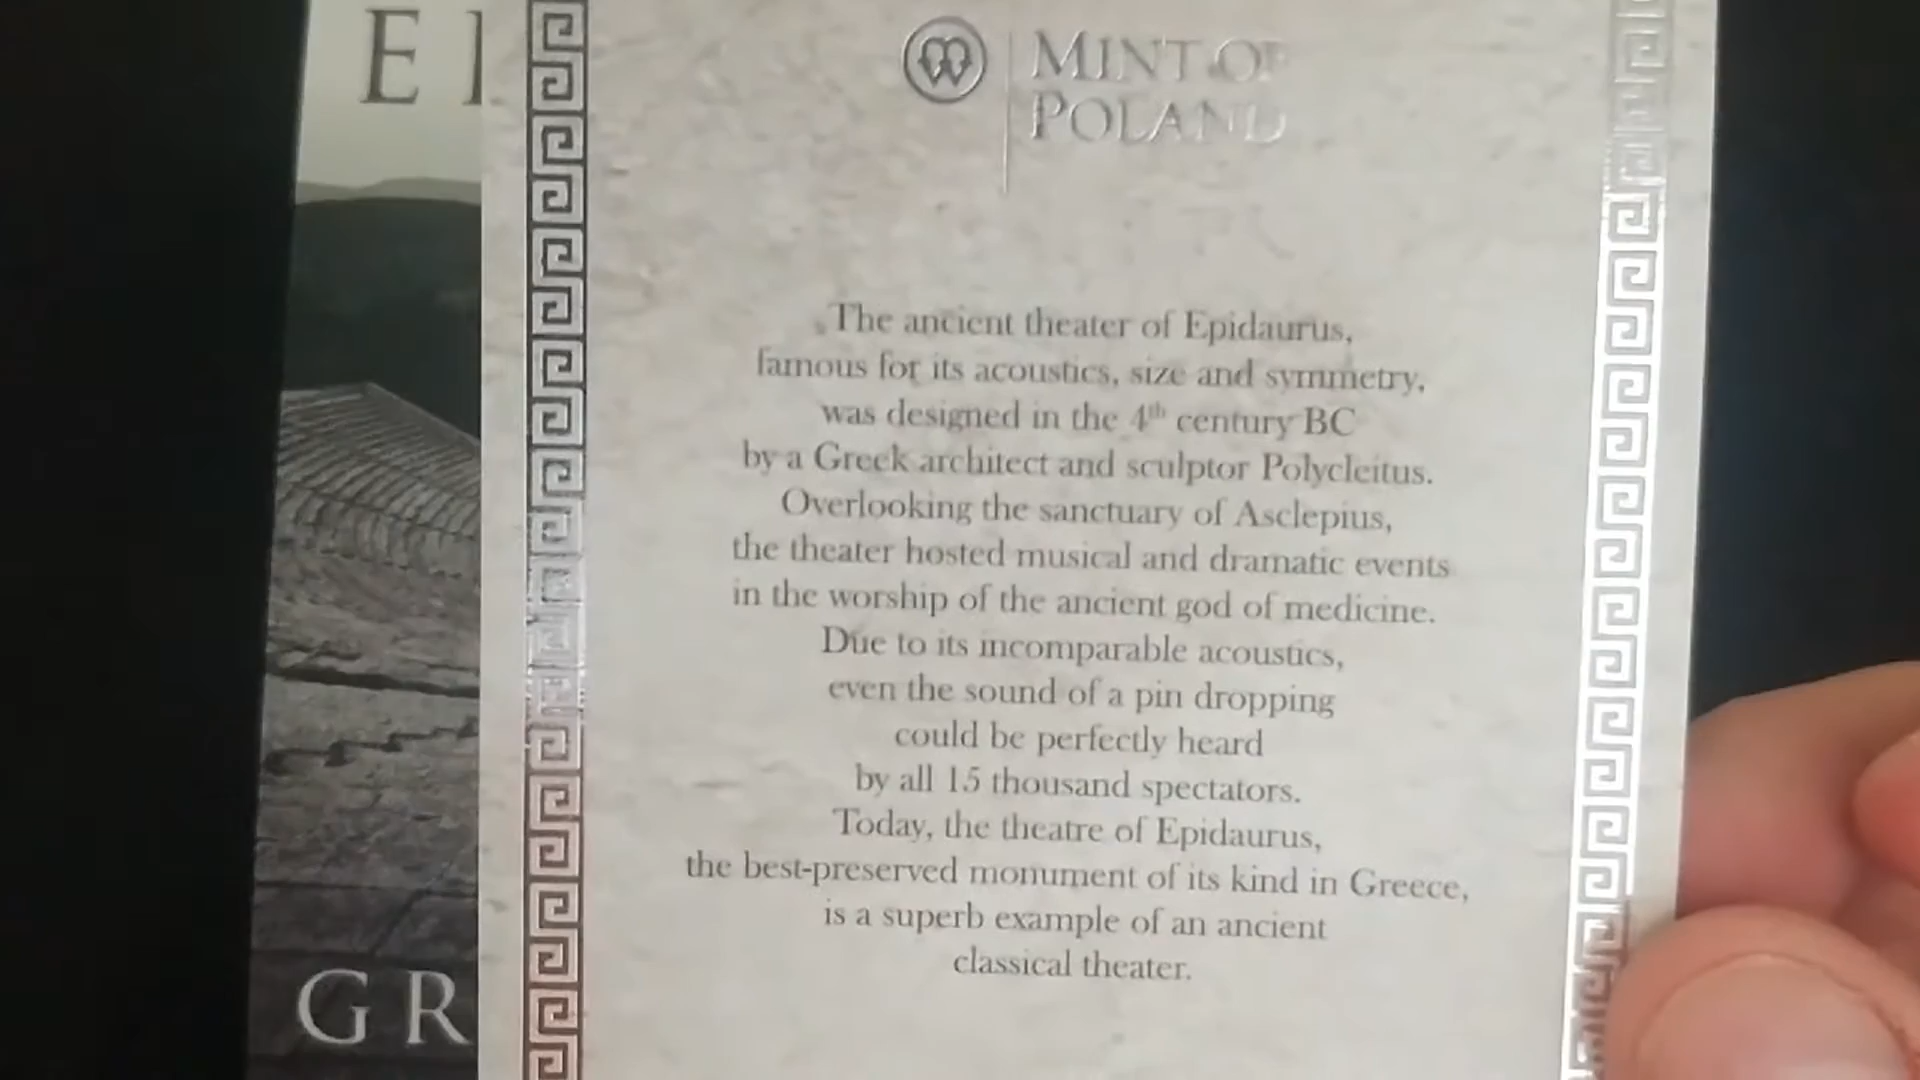 E
MINT OF
POLAND
The ancient theater of Epidaurus,
famous for its acoustics, size and symmetry,
was designed in the 4th century BC
by a Greek architect and sculptor Polycleitus.
Overlooking the sanctuary of Asclepius,
the theater hosted musical and dramatic events
in the worship of the ancient god of medicine.
Due to its incomparable acoustics,
even the sound of a pin dropping
could be perfectly heard
by all 15 thousand spectators.
Today, the theatre of Epidaurus,
the best-preserved monument of its kind in Greece,
is a superb example of an ancient
classical theater.
GR